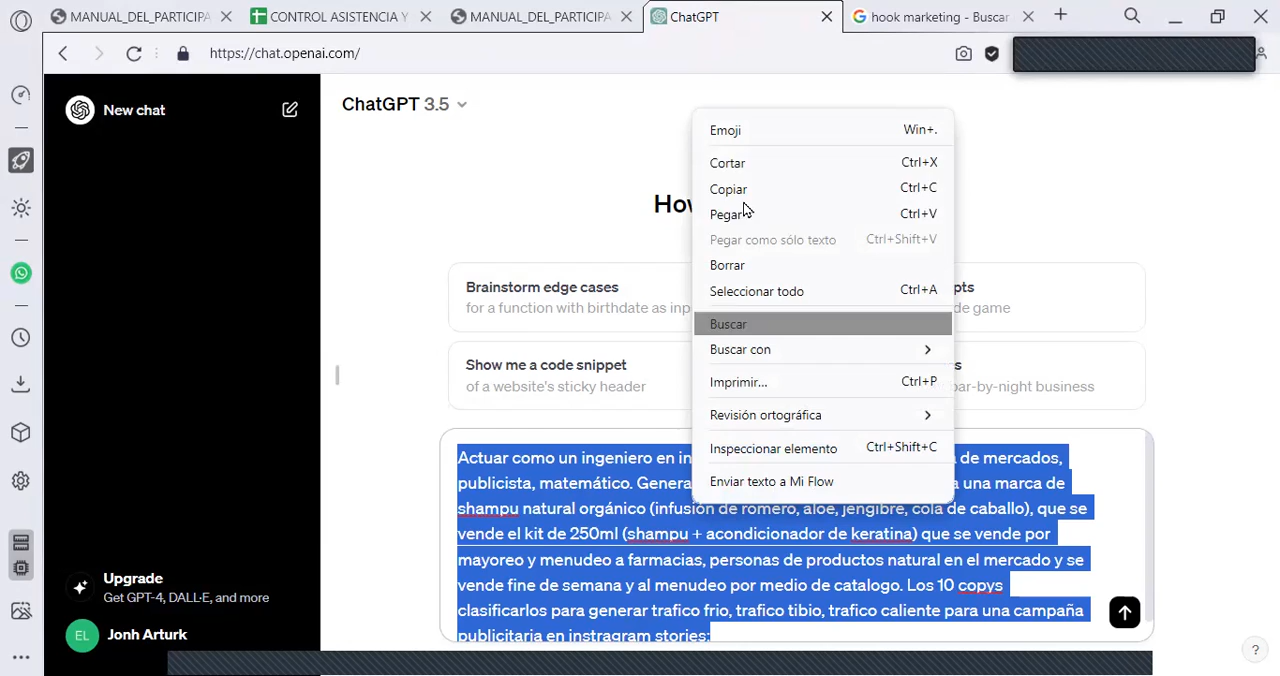 MANUAL_DEL_PARTICIPA
CONTROL ASISTENCIA Y
MANUAL_DEL_PARTICIPA
ChatGPT
hook marketing - Buscar
https://chat.openai.com/
New chat
ChatGPT 3.5
How
Emoji Win+.
Cortar Ctrl+X
Copiar Ctrl+C
Pegar Ctrl+V
Pegar como sólo texto Ctrl+Shift+V
Borrar
Seleccionar todo Ctrl+A
Buscar
Buscar con
Imprimir... Ctrl+P
Revisión ortográfica
Inspeccionar elemento Ctrl+Shift+C
Enviar texto a Mi Flow
Brainstorm edge cases
for a function with birthdate as inp
pts
de game
Show me a code snippet
of a website's sticky header
s
bar-by-night business
Actuar como un ingeniero en in de mercados,
publicista, matemático. Genera a una marca de
shampu natural orgánico (infusión de romero, aloe, jengibre, cola de caballo), que se
vende el kit de 250ml (shampu + acondicionador de keratina) que se vende por
mayoreo y menudeo a farmacias, personas de productos natural en el mercado y se
vende fine de semana y al menudeo por medio de catalogo. Los 10 copys
clasificarlos para generar trafico frio, trafico tibio, trafico caliente para una campaña
publicitaria en instragram stories:
Upgrade
Get GPT-4, DALL·E, and more
EL
Jonh Arturk
?